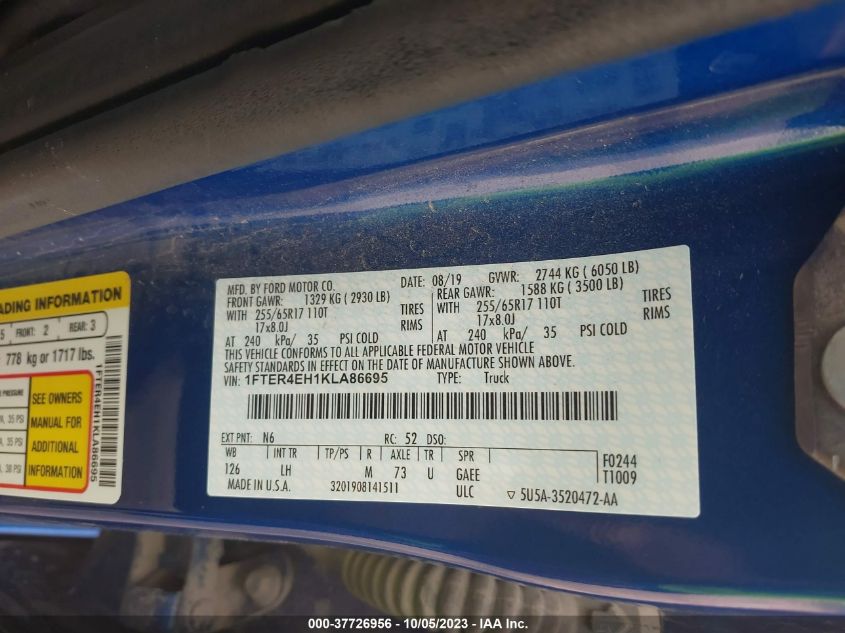 ADING INFORMATION
5 FRONT: 2 REAR: 3
778 kg or 1717 lbs.
PRESSURE
35 PSI
35 PSI
SEE OWNERS
MANUAL FOR
ADDITIONAL
INFORMATION
1FTER4EH1KLA86695
MFD. BY FORD MOTOR CO. DATE: 08/19 GVWR: 2744 KG ( 6050 LB)
FRONT GAWR: 1329 KG ( 2930 LB) REAR GAWR: 1588 KG ( 3500 LB)
WITH 255/65R17 110T TIRES WITH 255/65R17 110T TIRES
17x8.0J RIMS 17x8.0J RIMS
AT 240 kPa/ 35 PSI COLD AT 240 kPa/ 35 PSI COLD
THIS VEHICLE CONFORMS TO ALL APPLICABLE FEDERAL MOTOR VEHICLE
SAFETY STANDARDS IN EFFECT ON THE DATE OF MANUFACTURE SHOWN ABOVE.
VIN: 1FTER4EH1KLA86695 TYPE: Truck
EXT PNT: N6 RC: 52 DSO:
WB INT TR TP/PS R AXLE TR SPR F0244
126 LH M 73 U GAEE T1009
MADE IN U.S.A. 3201908141511 ULC ▽ 5U5A-3520472-AA
000-37726956 - 10/05/2023 - IAA Inc.